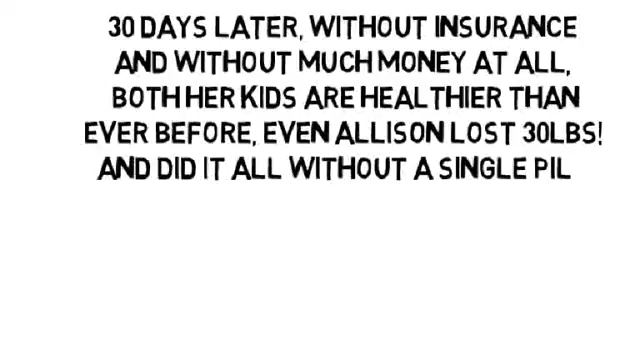 30 DAYS LATER, WITHOUT INSURANCE
AND WITHOUT MUCH MONEY AT ALL,
BOTH HER KIDS ARE HEALTHIER THAN
EVER BEFORE, EVEN ALLISON LOST 30LBS!
AND DID IT ALL WITHOUT A SINGLE PIL